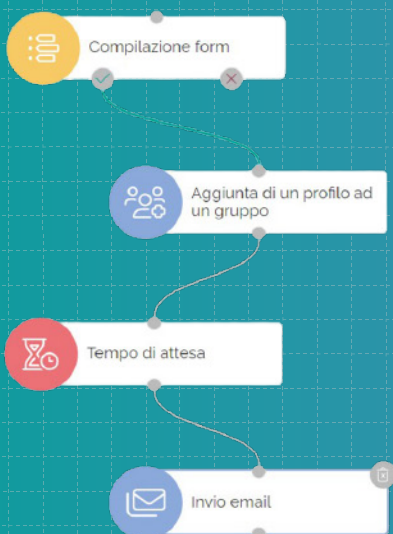 Compilazione form
Aggiunta di un profilo ad
un gruppo
Tempo di attesa
Invio email